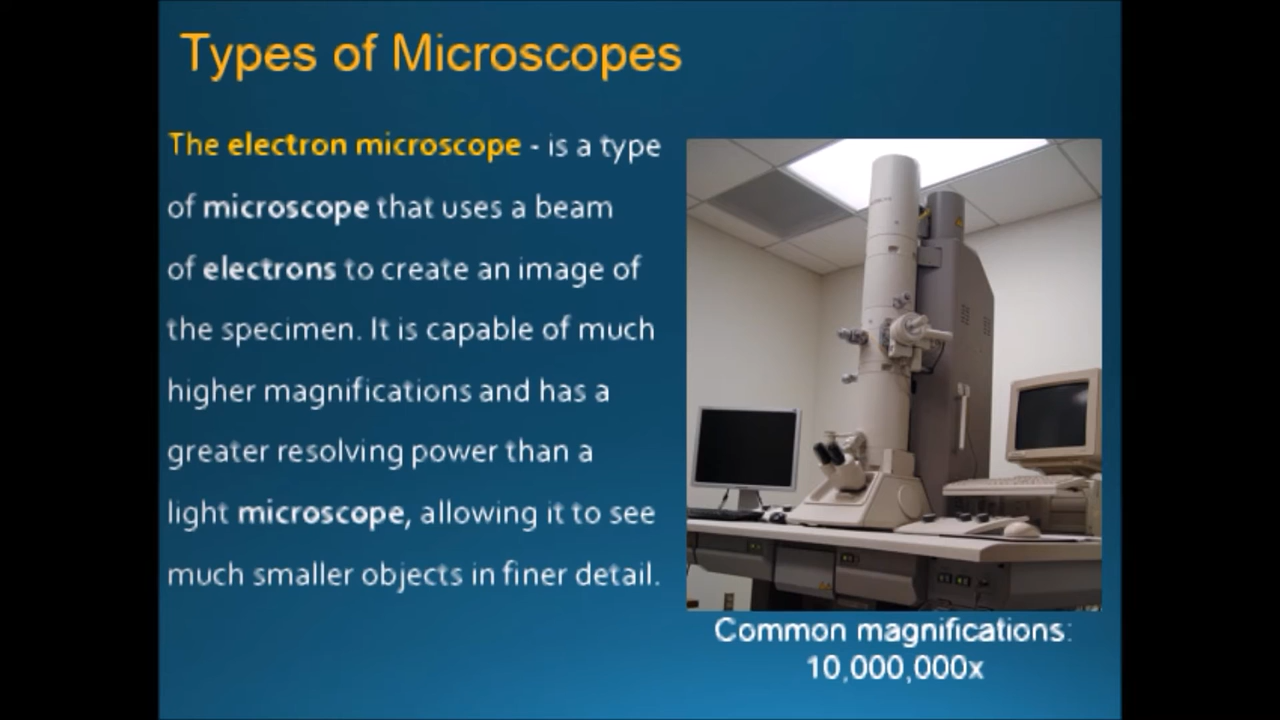 Types of Microscopes
The electron microscope - is a type
of microscope that uses a beam
of electrons to create an image of
the specimen. It is capable of much
higher magnifications and has a
greater resolving power than a
light microscope, allowing it to see
much smaller objects in finer detail.
Common magnifications:
10,000,000x